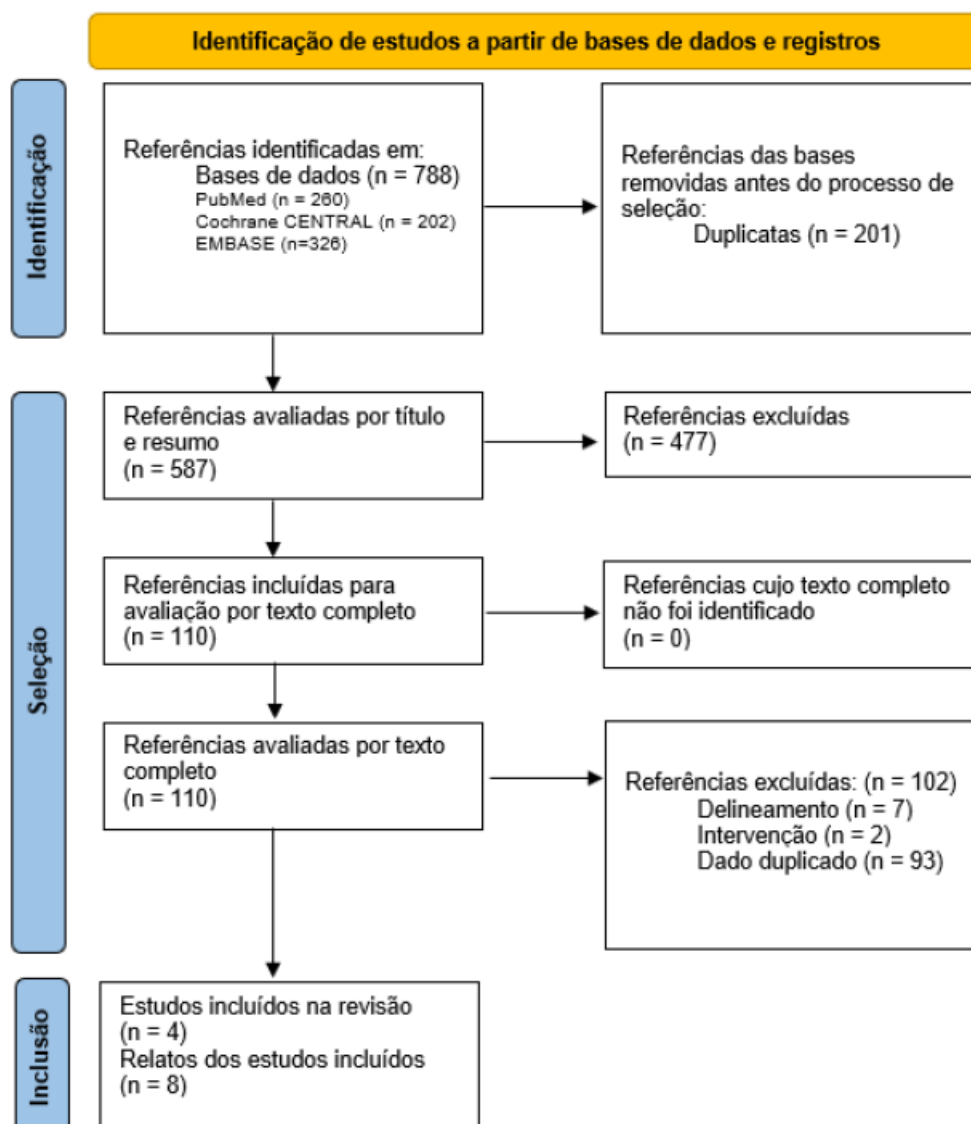 Identificação de estudos a partir de bases de dados e registros
Identificação
Referências identificadas em:
Bases de dados (n = 788)
PubMed (n = 260)
Cochrane CENTRAL (n = 202)
EMBASE (n=326)
Referências das bases
removidas antes do processo de
seleção:
Duplicatas (n = 201)
Seleção
Referências avaliadas por título
e resumo
(n = 587)
Referências excluídas
(n = 477)
Referências incluídas para
avaliação por texto completo
(n = 110)
Referências cujo texto completo
não foi identificado
(n = 0)
Referências avaliadas por texto
completo
(n = 110)
Referências excluídas: (n = 102)
Delineamento (n = 7)
Intervenção (n = 2)
Dado duplicado (n = 93)
Inclusão
Estudos incluídos na revisão
(n = 4)
Relatos dos estudos incluídos
(n = 8)